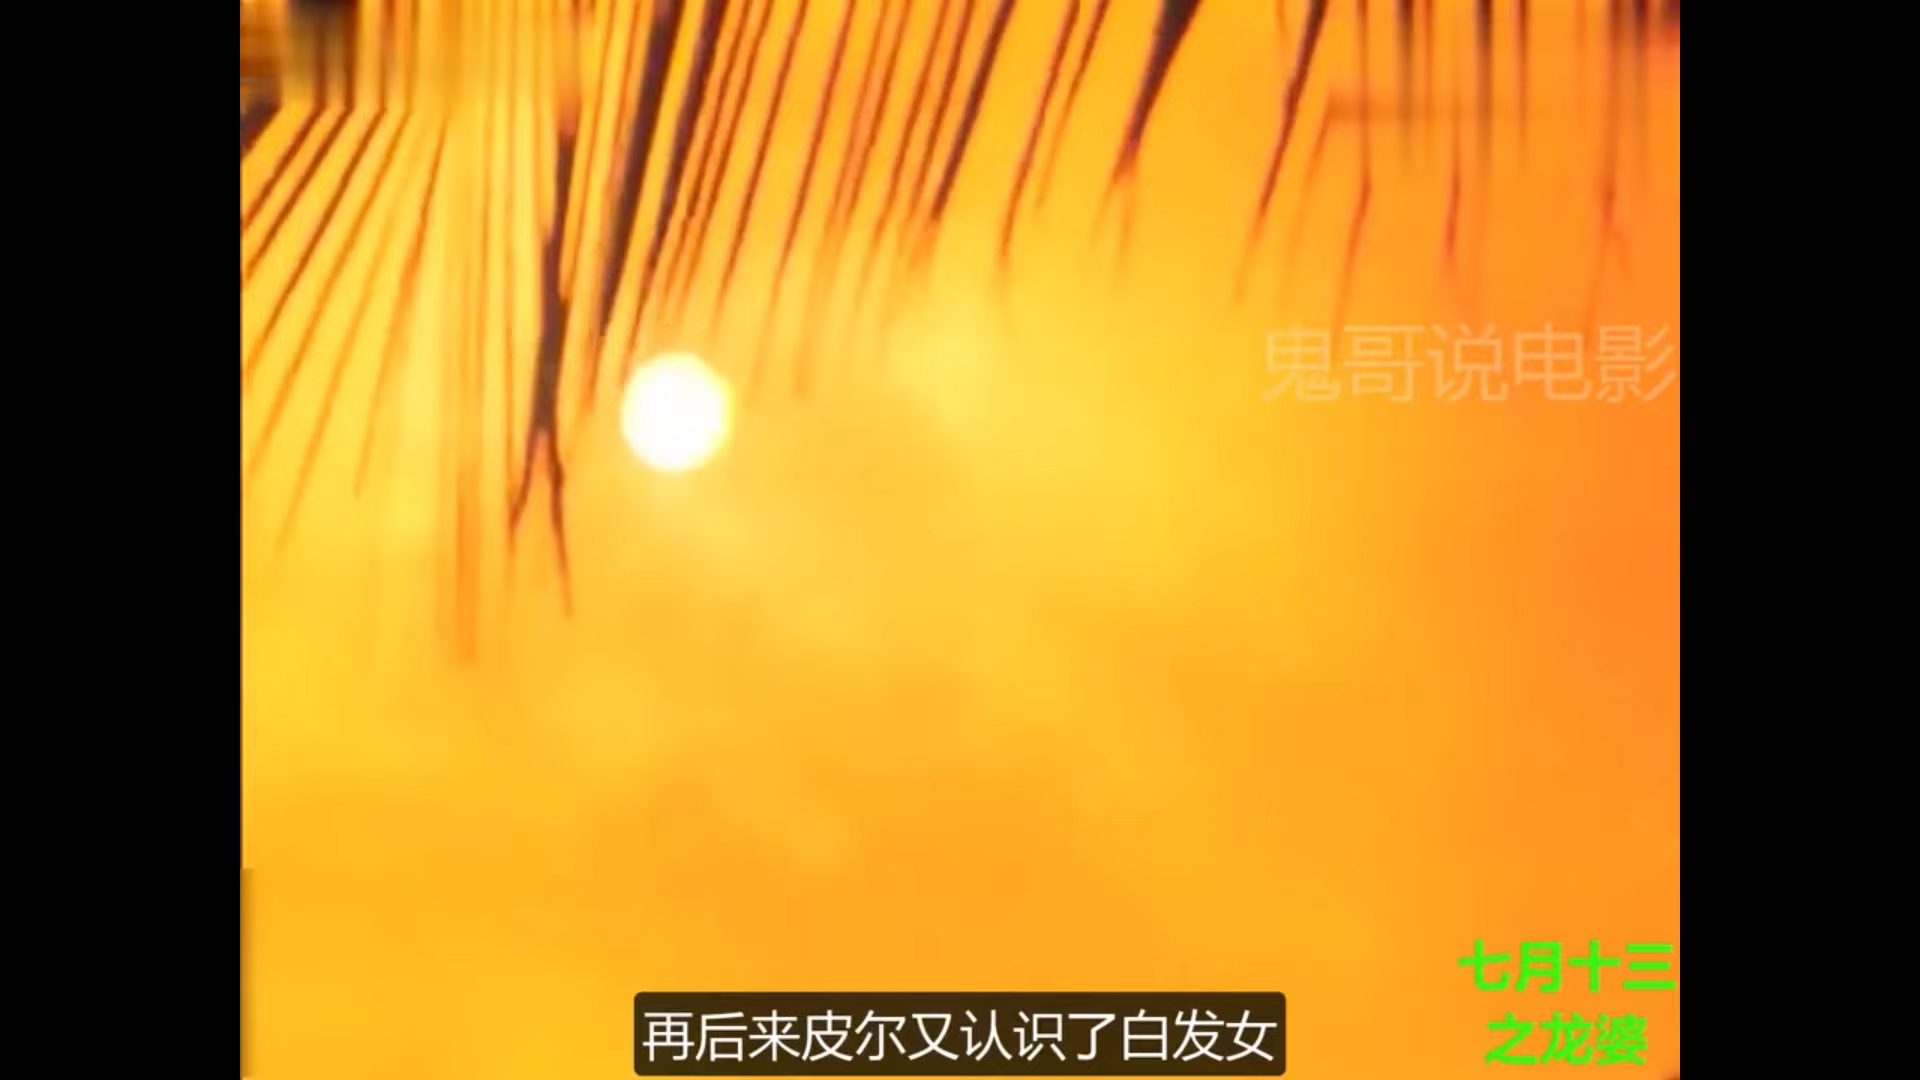 鬼哥说电影
七月十三
之龙婆
再后来皮尔又认识了白发女